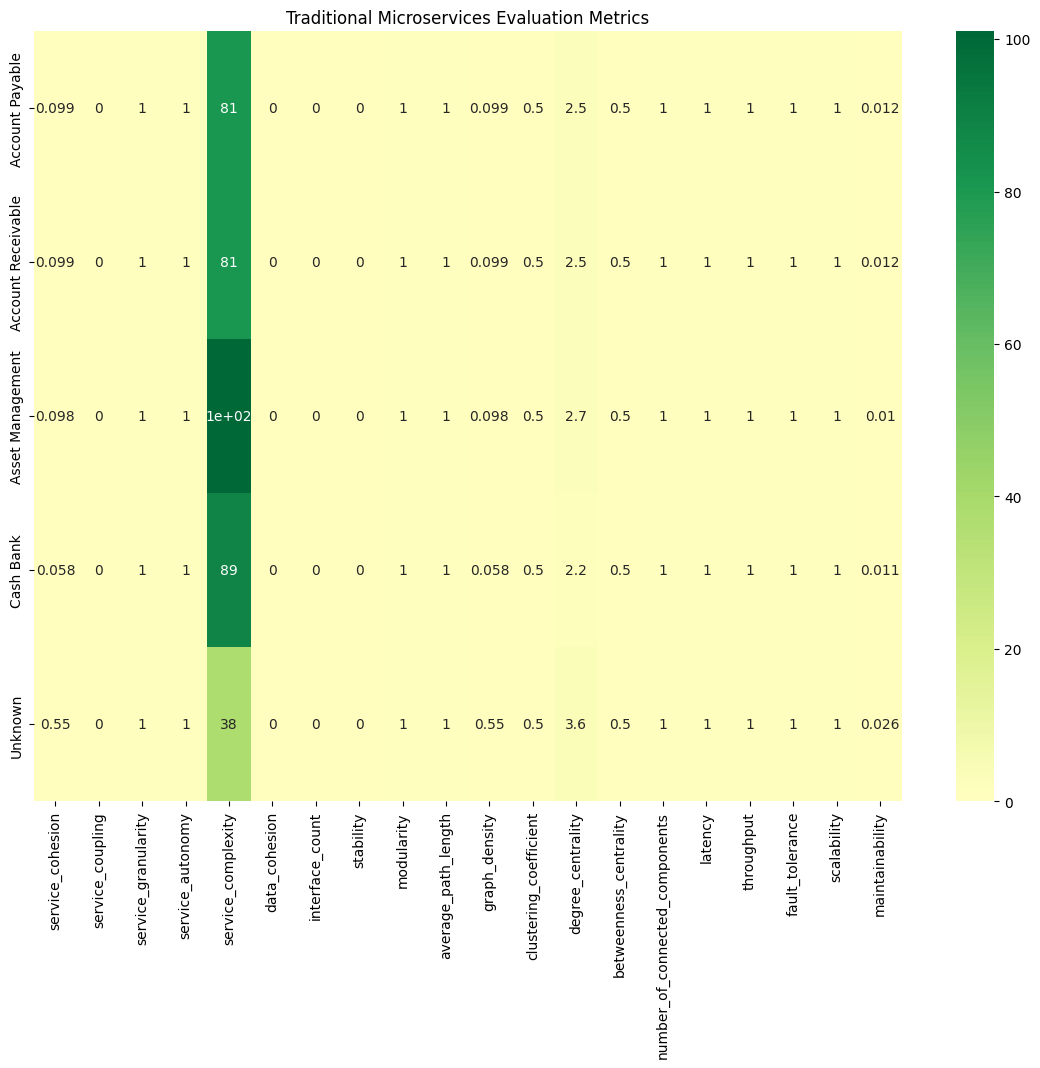 Traditional Microservices Evaluation Metrics
Account Payable
0.099 0 1 1 81 0 0 0 1 1 0.099 0.5 2.5 0.5 1 1 1 1 1 0.012
Account Receivable
0.099 0 1 1 81 0 0 0 1 1 0.099 0.5 2.5 0.5 1 1 1 1 1 0.012
Asset Management
0.098 0 1 1 1e+02 0 0 0 1 1 0.098 0.5 2.7 0.5 1 1 1 1 1 0.01
Cash Bank
0.058 0 1 1 89 0 0 0 1 1 0.058 0.5 2.2 0.5 1 1 1 1 1 0.011
Unknown
0.55 0 1 1 38 0 0 0 1 1 0.55 0.5 3.6 0.5 1 1 1 1 1 0.026
service_cohesion
service_coupling
service_granularity
service_autonomy
service_complexity
data_cohesion
interface_count
stability
modularity
average_path_length
graph_density
clustering_coefficient
degree_centrality
betweenness_centrality
number_of_connected_components
latency
throughput
fault_tolerance
scalability
maintainability
100
80
60
40
20
0